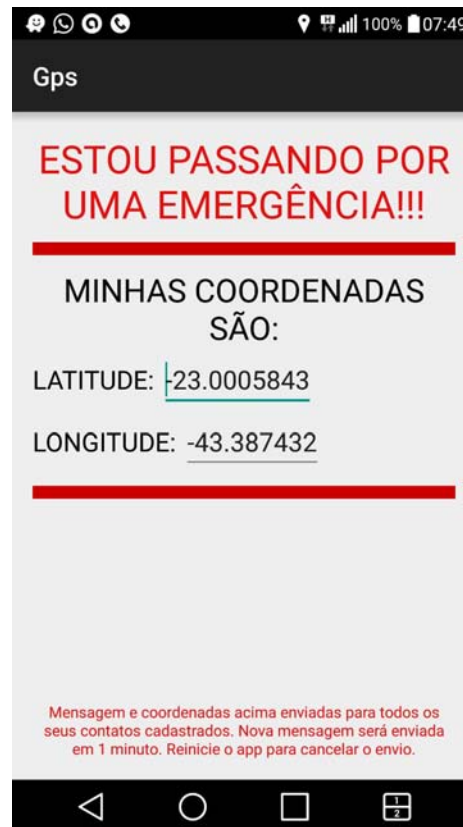 100% 07:49
Gps
ESTOU PASSANDO POR
UMA EMERGÊNCIA!!!
MINHAS COORDENADAS
SÃO:
LATITUDE: -23.0005843
LONGITUDE: -43.387432
Mensagem e coordenadas acima enviadas para todos os
seus contatos cadastrados. Nova mensagem será enviada
em 1 minuto. Reinicie o app para cancelar o envio.
1
2